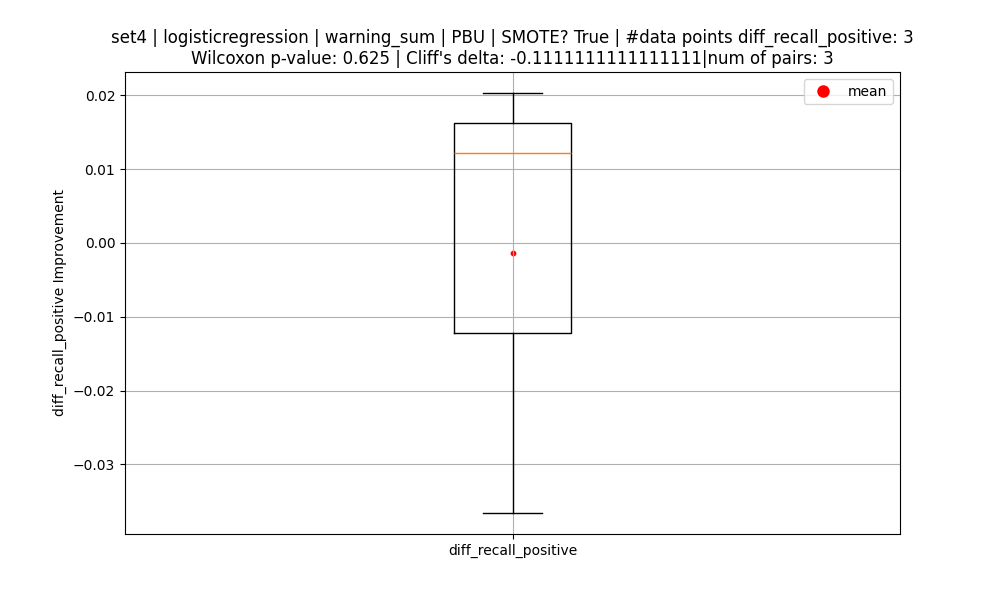 set4 | logisticregression | warning_sum | PBU | SMOTE? True | #data points diff_recall_positive: 3
Wilcoxon p-value: 0.625 | Cliff's delta: -0.1111111111111111|num of pairs: 3
mean
0.02
0.01
0.00
−0.01
−0.02
−0.03
diff_recall_positive Improvement
diff_recall_positive